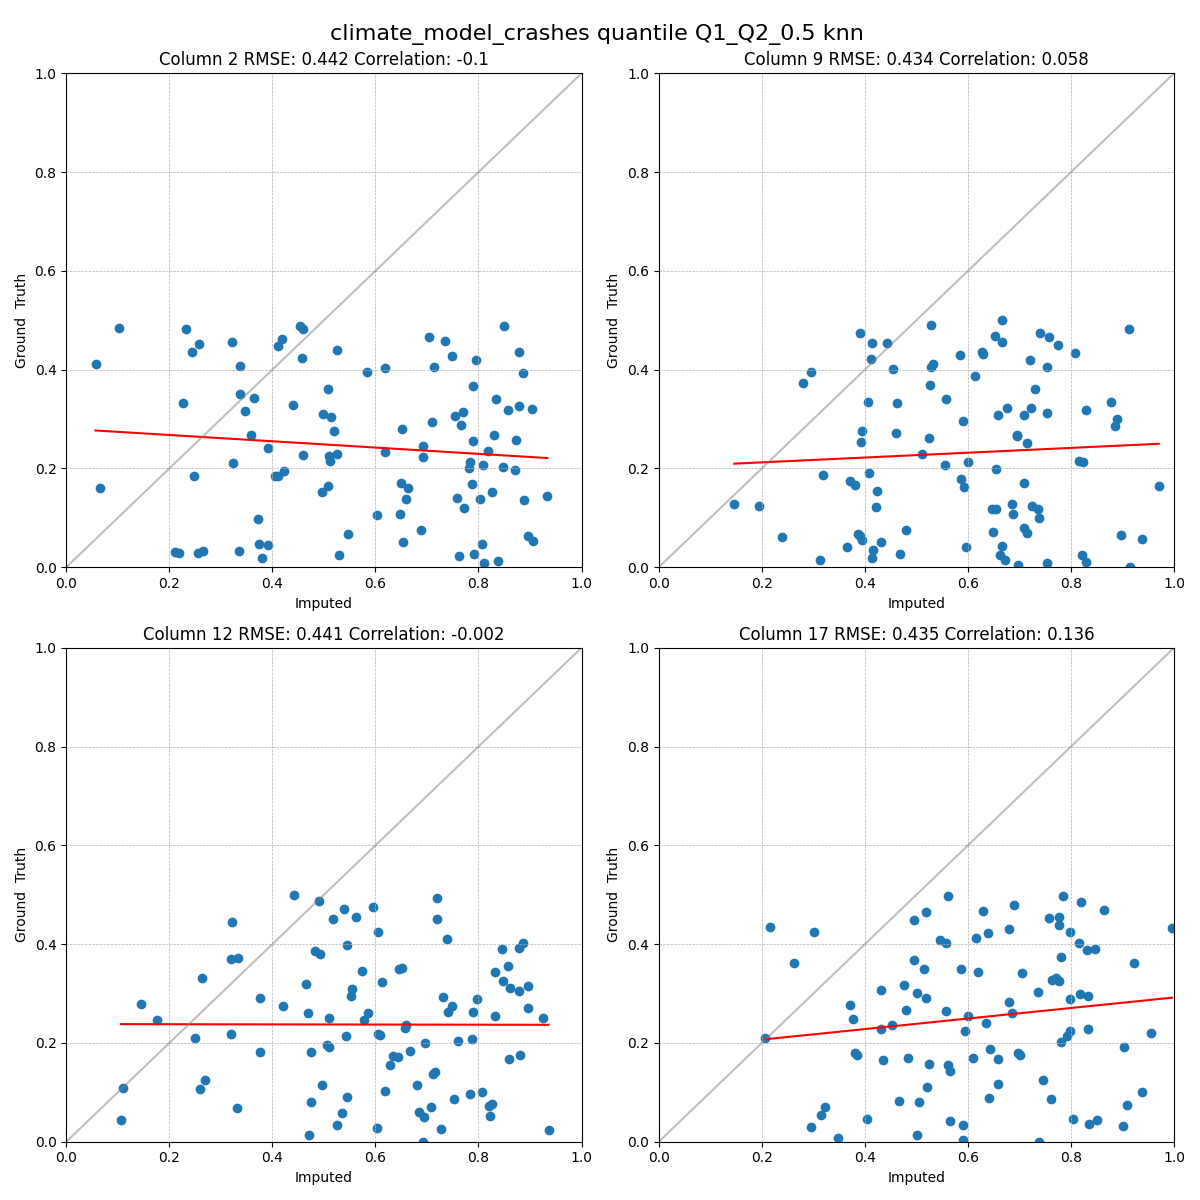 climate_model_crashes quantile Q1_Q2_0.5 knn
Column 2 RMSE: 0.442 Correlation: -0.1
Column 9 RMSE: 0.434 Correlation: 0.058
1.0
0.8
0.6
0.4
0.2
0.0
Ground Truth
0.0 0.2 0.4 0.6 0.8 1.0
Imputed
1.0
0.8
0.6
0.4
0.2
0.0
Ground Truth
0.0 0.2 0.4 0.6 0.8 1.0
Imputed
Column 12 RMSE: 0.441 Correlation: -0.002
Column 17 RMSE: 0.435 Correlation: 0.136
1.0
0.8
0.6
0.4
0.2
0.0
Ground Truth
0.0 0.2 0.4 0.6 0.8 1.0
Imputed
1.0
0.8
0.6
0.4
0.2
0.0
Ground Truth
0.0 0.2 0.4 0.6 0.8 1.0
Imputed